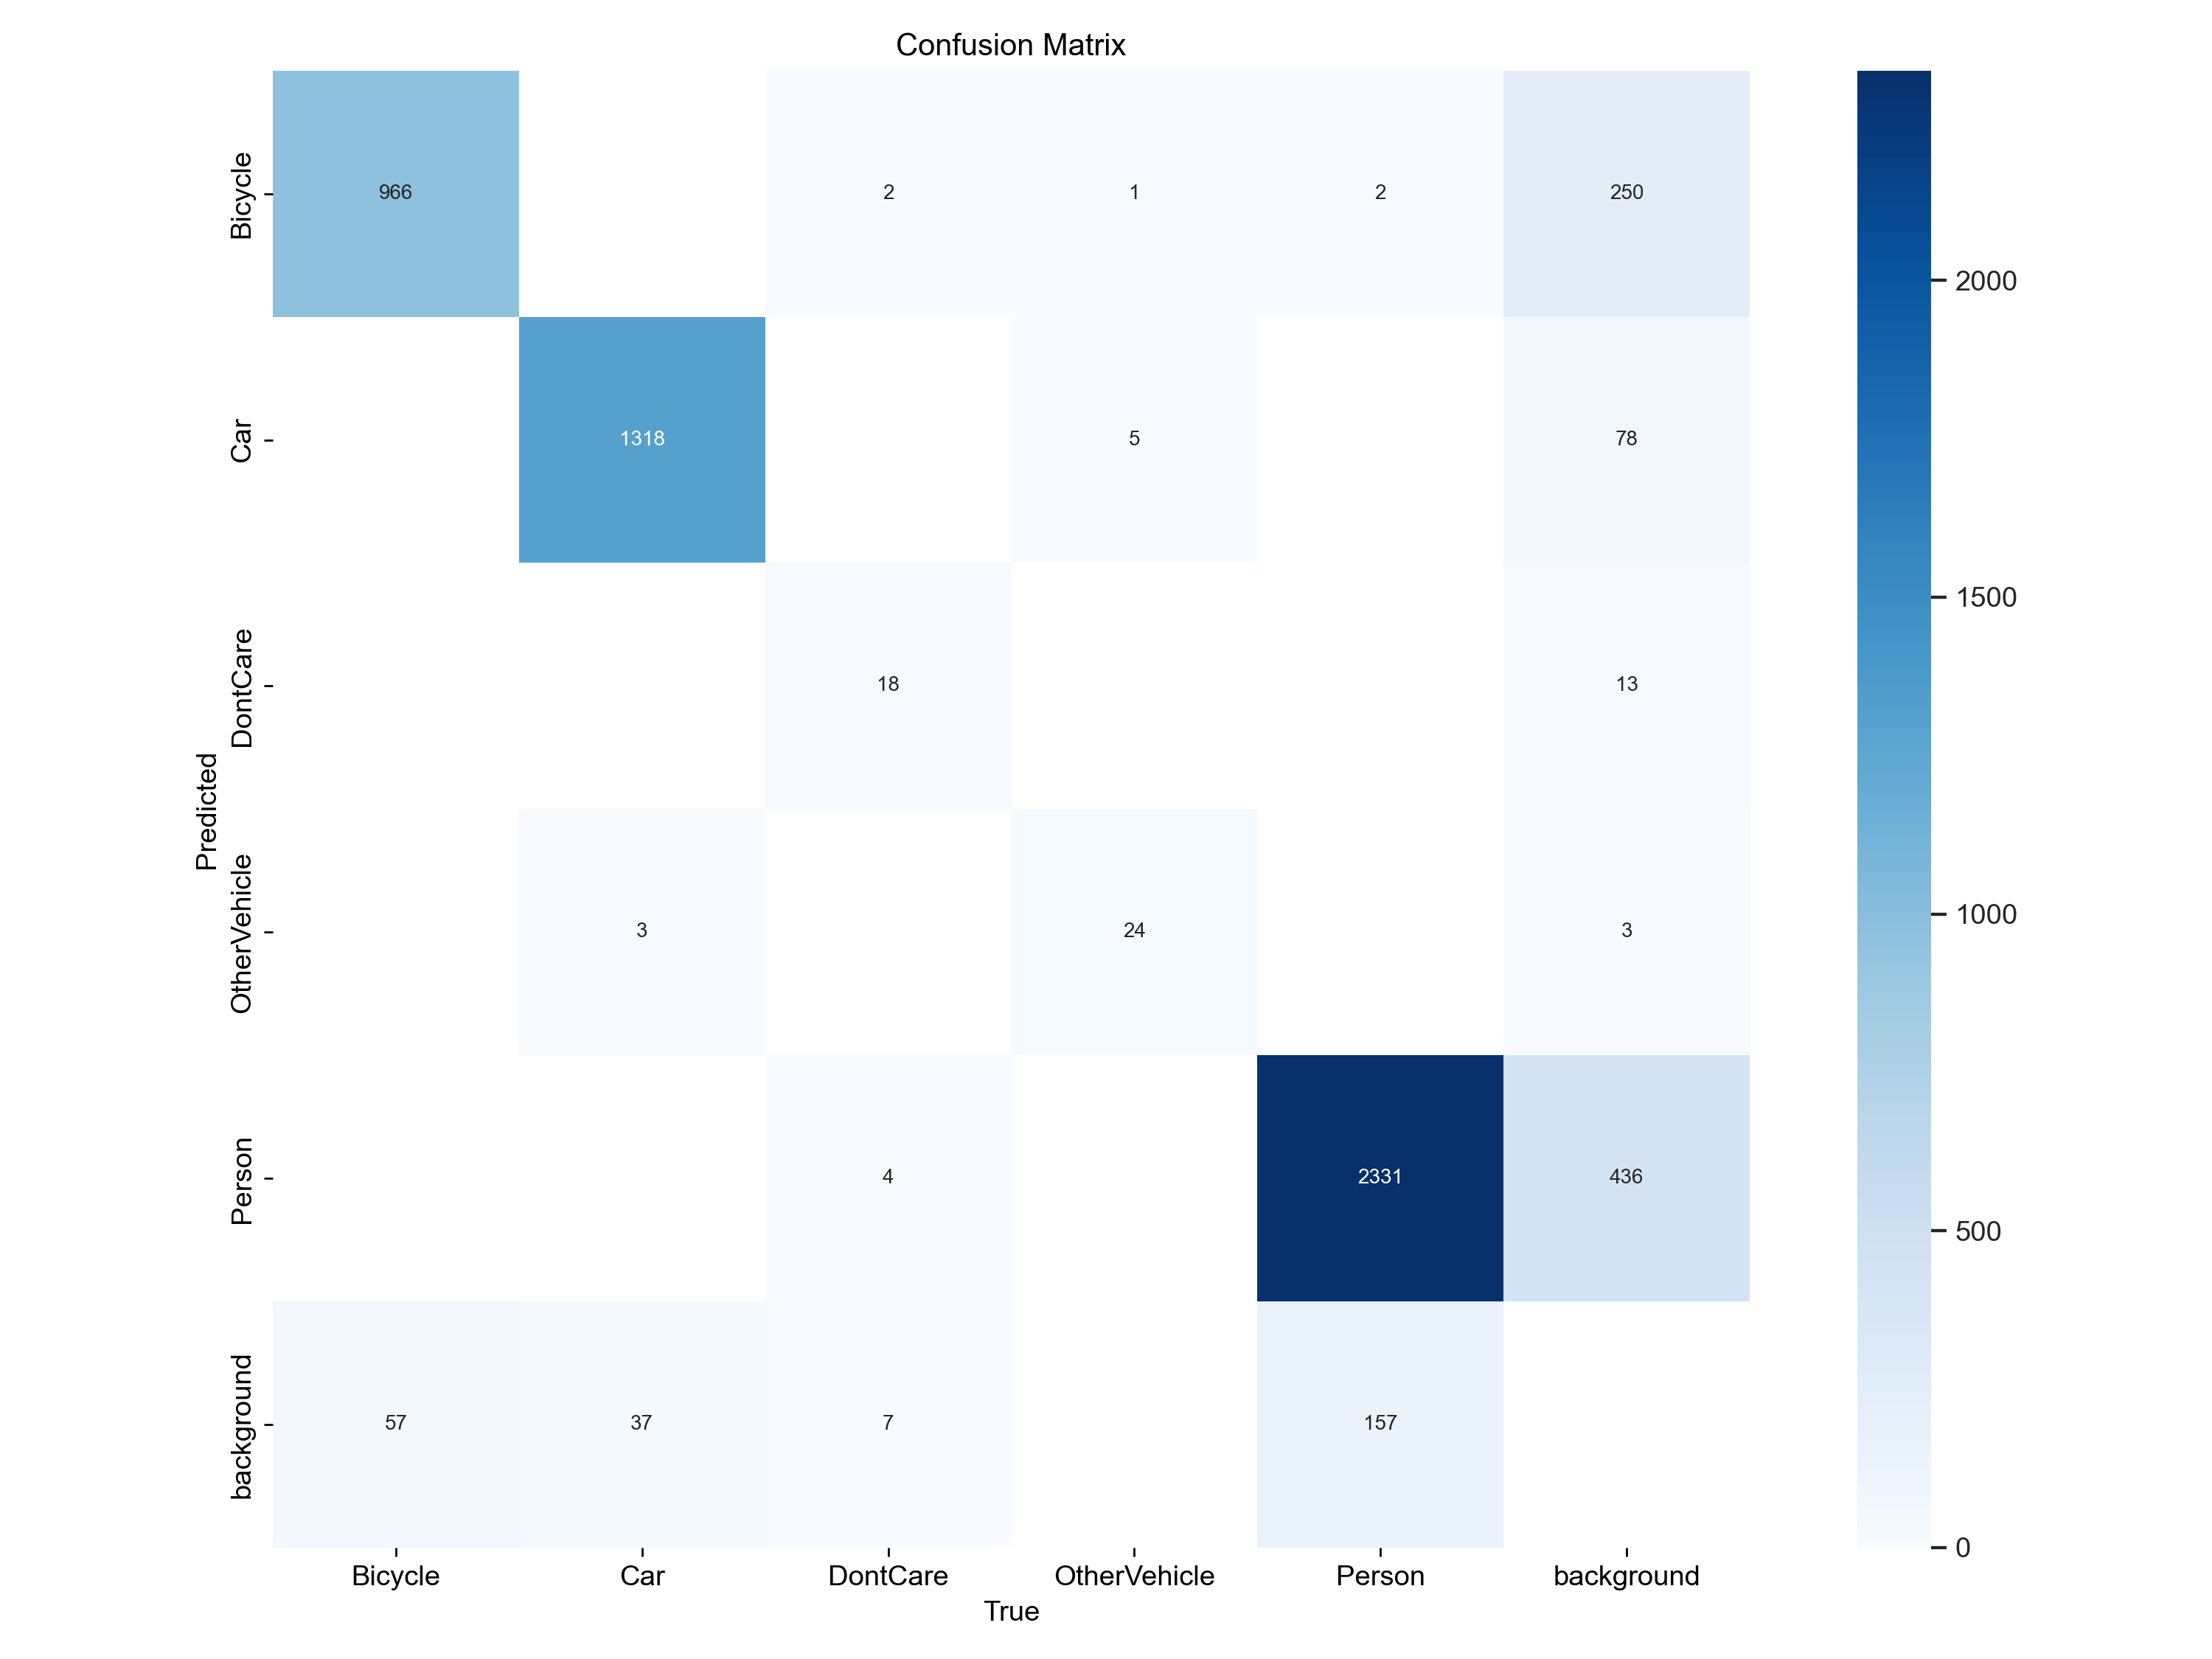 Confusion Matrix
Predicted
Bicycle
966
2
1
2
250
Car
1318
5
78
DontCare
18
13
OtherVehicle
3
24
3
Person
4
2331
436
background
57
37
7
157
Bicycle
Car
DontCare
OtherVehicle
Person
background
True
2000
1500
1000
500
0